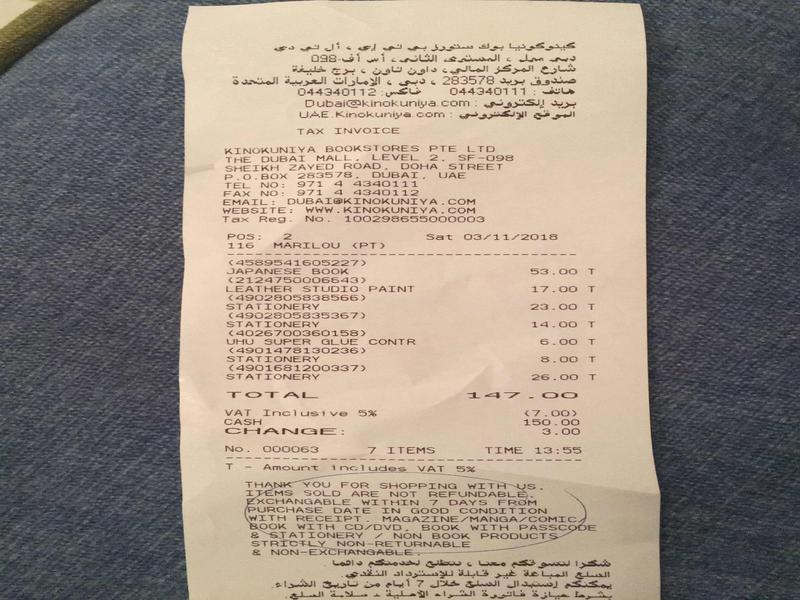 كينوكونيا بوك ستورز بي تي إي ، أل تي دي
دبي مول ، المستوى الثاني، أس أف-098
شارع المركز المالي، داون تاون ، برج خليفة
صندوق بريد 283578 ، دبي ، الإمارات العربية المتحدة
هاتف : 044340111 فاكس: 044340112
بريد إلكتروني : Dubai@kinokuniya.com
الموقع الإلكتروني : UAE.Kinokuniya.com
TAX INVOICE
KINOKUNIYA BOOKSTORES PTE LTD
THE DUBAI MALL, LEVEL 2, SF-098
SHEIKH ZAYED ROAD, DOHA STREET
P.O.BOX 283578, DUBAI, UAE
TEL NO: 971 4 4340111
FAX NO: 971 4 4340112
EMAIL: DUBAI@KINOKUNIYA.COM
WEBSITE: WWW.KINOKUNIYA.COM
Tax Reg. No. 100298655000003
POS: 2 Sat 03/11/2018
116 MARILOU (PT)
(4589541605227)
JAPANESE BOOK 53.00 T
(2124750006643)
LEATHER STUDIO PAINT 17.00 T
(4902805838566)
STATIONERY 23.00 T
(4902805835367)
STATIONERY 14.00 T
(4026700360158)
UHU SUPER GLUE CONTR 6.00 T
(4901478130236)
STATIONERY 8.00 T
(4901681200337)
STATIONERY 26.00 T
TOTAL 147.00
VAT Inclusive 5% (7.00)
CASH 150.00
CHANGE: 3.00
No. 000063 7 ITEMS TIME 13:55
T - Amount includes VAT 5%
THANK YOU FOR SHOPPING WITH US.
ITEMS SOLD ARE NOT REFUNDABLE.
EXCHANGABLE WITHIN 7 DAYS FROM
PURCHASE DATE IN GOOD CONDITION
WITH RECEIPT. MAGAZINE/MANGA/COMIC/
BOOK WITH CD/DVD, BOOK WITH PASSCODE
& STATIONERY / NON BOOK PRODUCTS
STRICTLY NON-RETURNABLE
& NON-EXCHANGABLE.
شكرا لتسوقكم معنا ، نتطلع لخدمتكم دائما.
السلع المباعة غير قابلة للإسترداد النقدي.
يمكنكم إستبدال السلع خلال 7 أيام من تاريخ الشراء.
بشرط حيازة فاتورة الشراء الأصلية ، سلامة السلع.